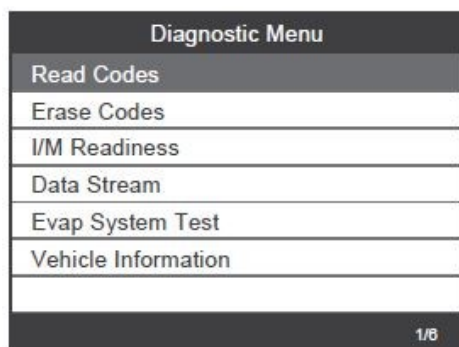 Diagnostic Menu
Read Codes
Erase Codes
I/M Readiness
Data Stream
Evap System Test
Vehicle Information
1/6